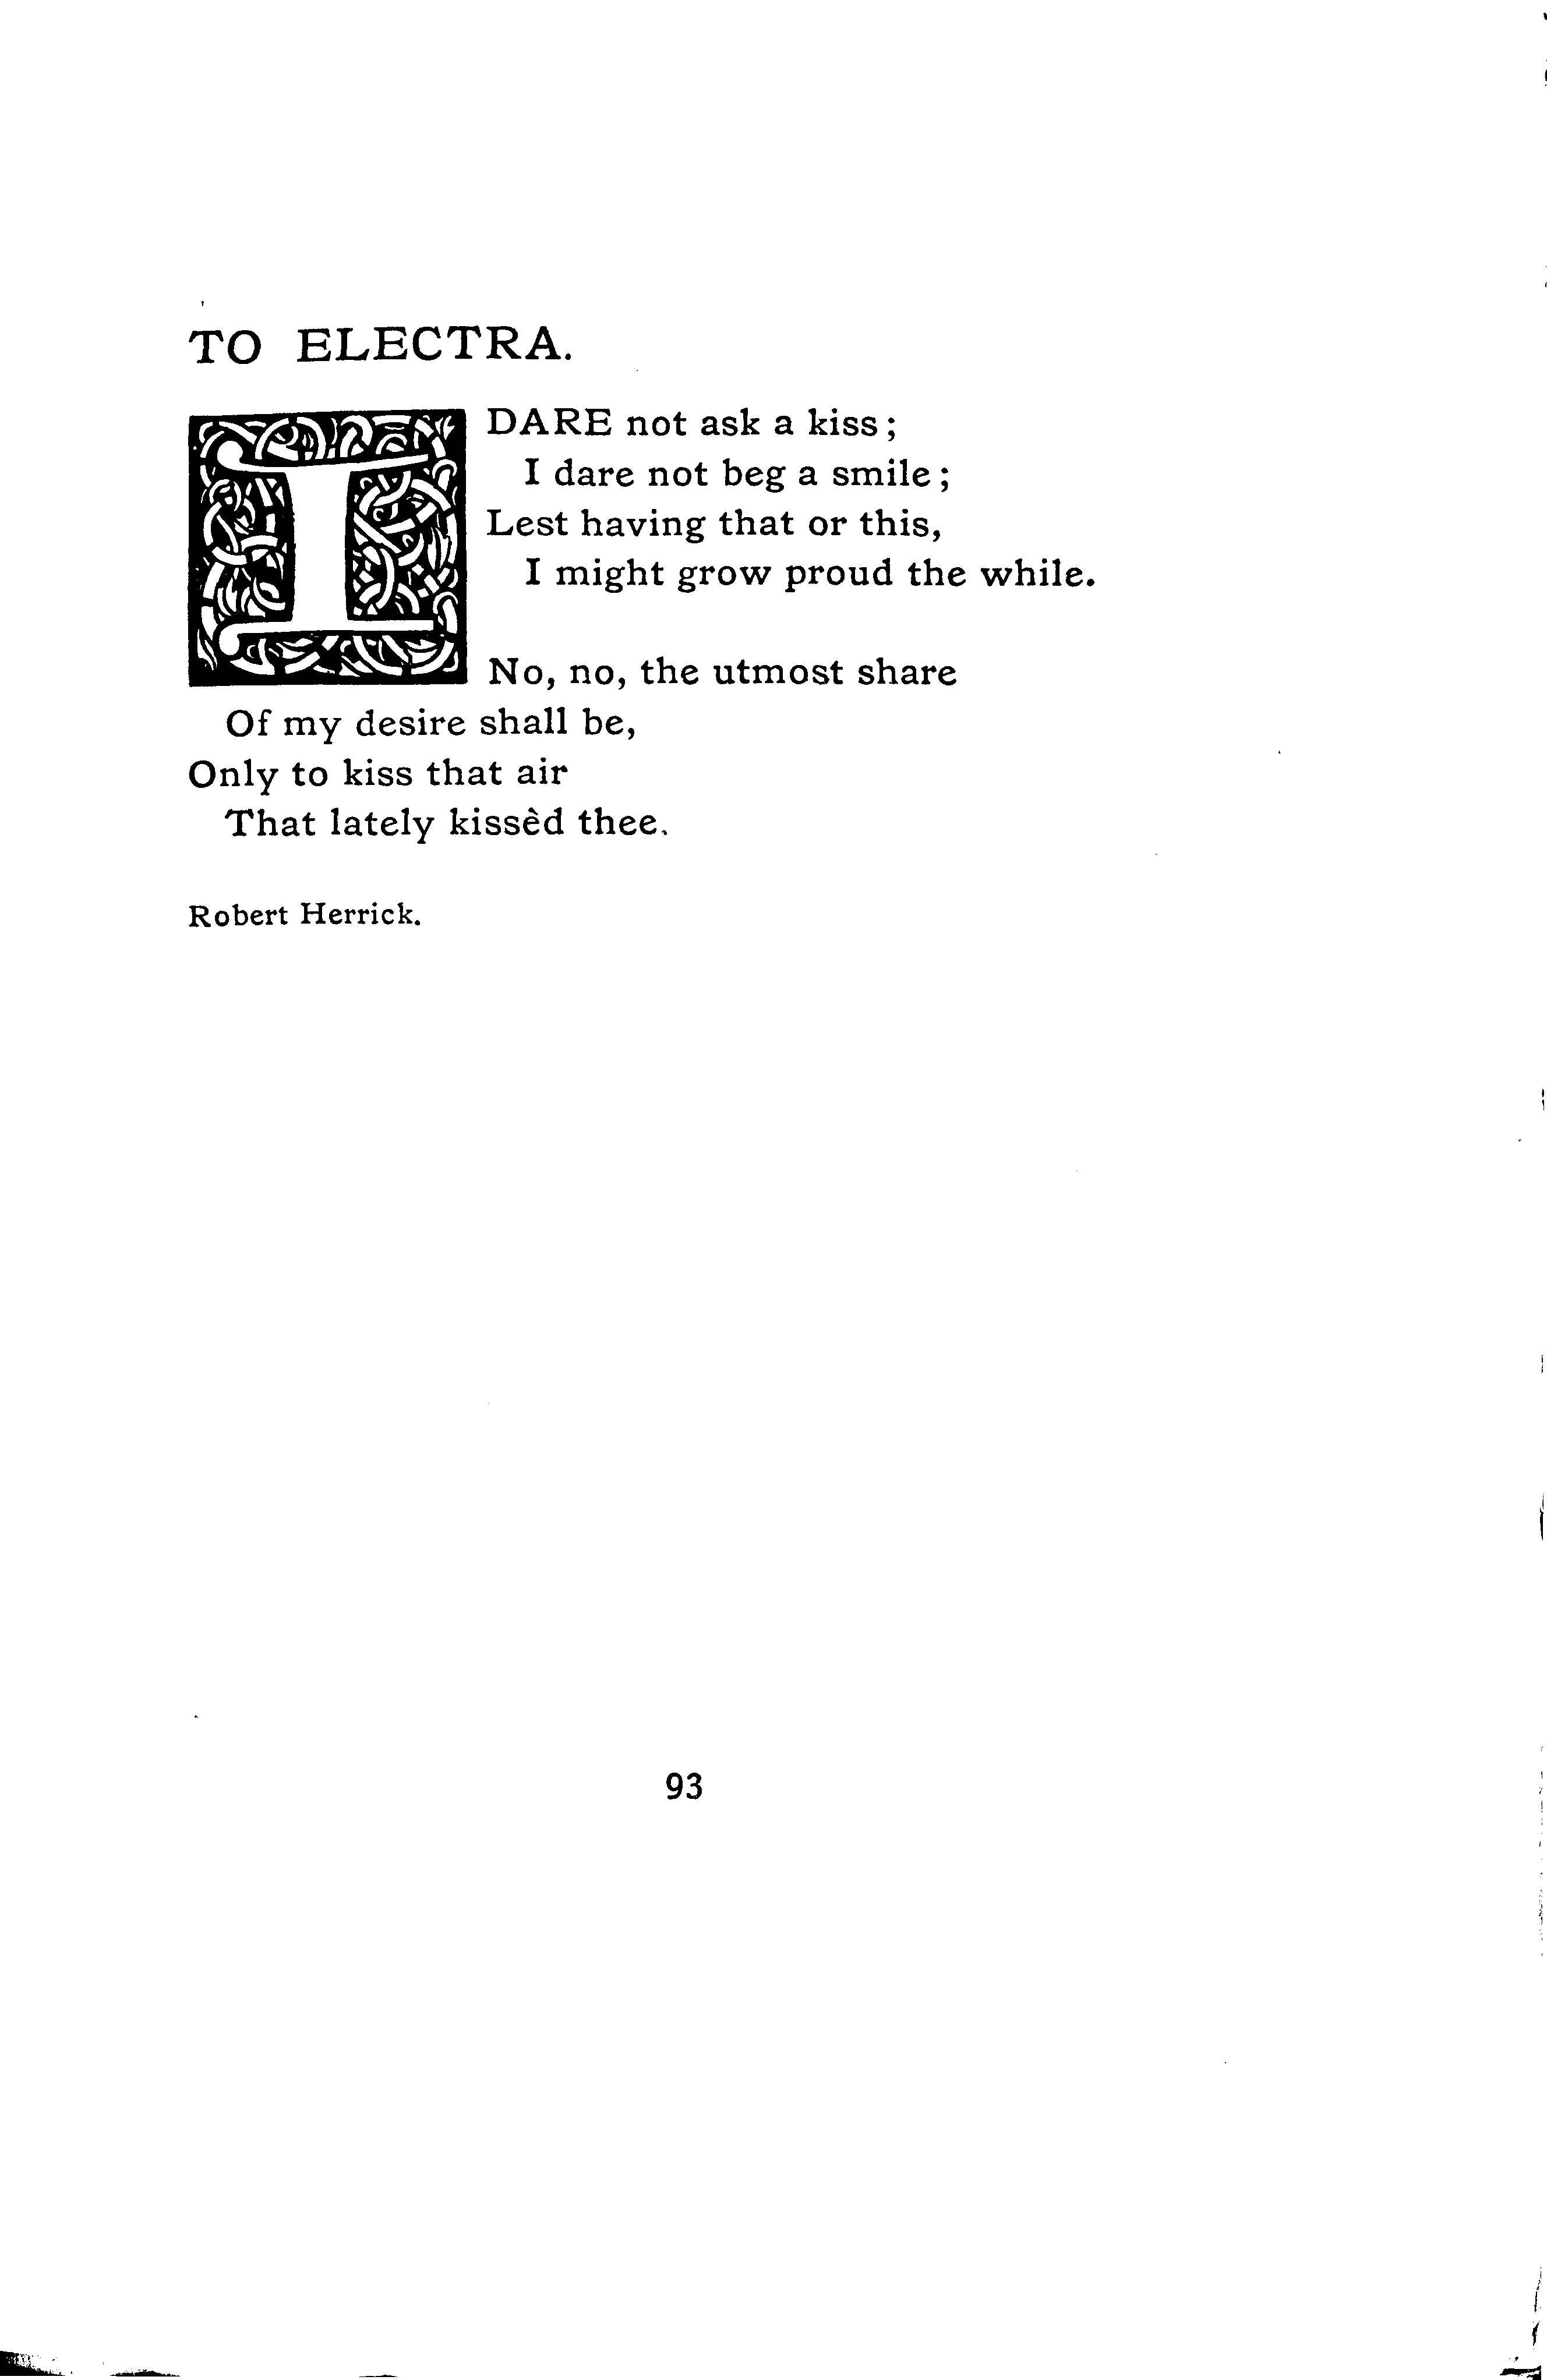 TO ELECTRA.
I DARE not ask a kiss;
I dare not beg a smile;
Lest having that or this,
I might grow proud the while.
No, no, the utmost share
Of my desire shall be,
Only to kiss that air
That lately kissèd thee.
Robert Herrick.
93